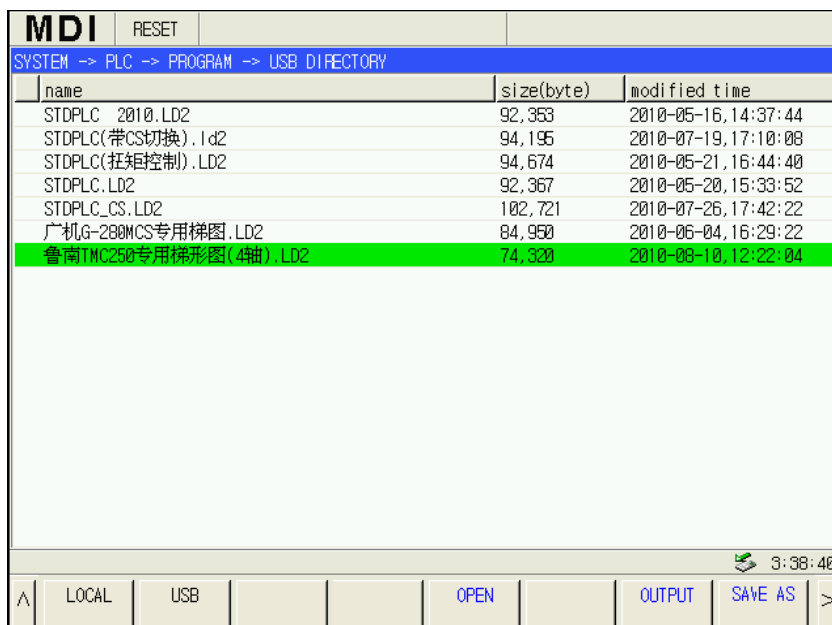 MDI RESET
SYSTEM -> PLC -> PROGRAM -> USB DIRECTORY
name size(byte) modified time
STDPLC 2010.LD2 92,353 2010-05-16,14:37:44
STDPLC(带CS切换).ld2 94,195 2010-07-19,17:10:08
STDPLC(扭矩控制).LD2 94,674 2010-05-21,16:44:40
STDPLC.LD2 92,367 2010-05-20,15:33:52
STDPLC_CS.LD2 102,721 2010-07-26,17:42:22
广机G-280MCS专用梯图.LD2 84,950 2010-06-04,16:29:22
鲁南TMC250专用梯形图(4轴).LD2 74,320 2010-08-10,12:22:04
3:38:40
^ LOCAL USB OPEN OUTPUT SAVE AS >